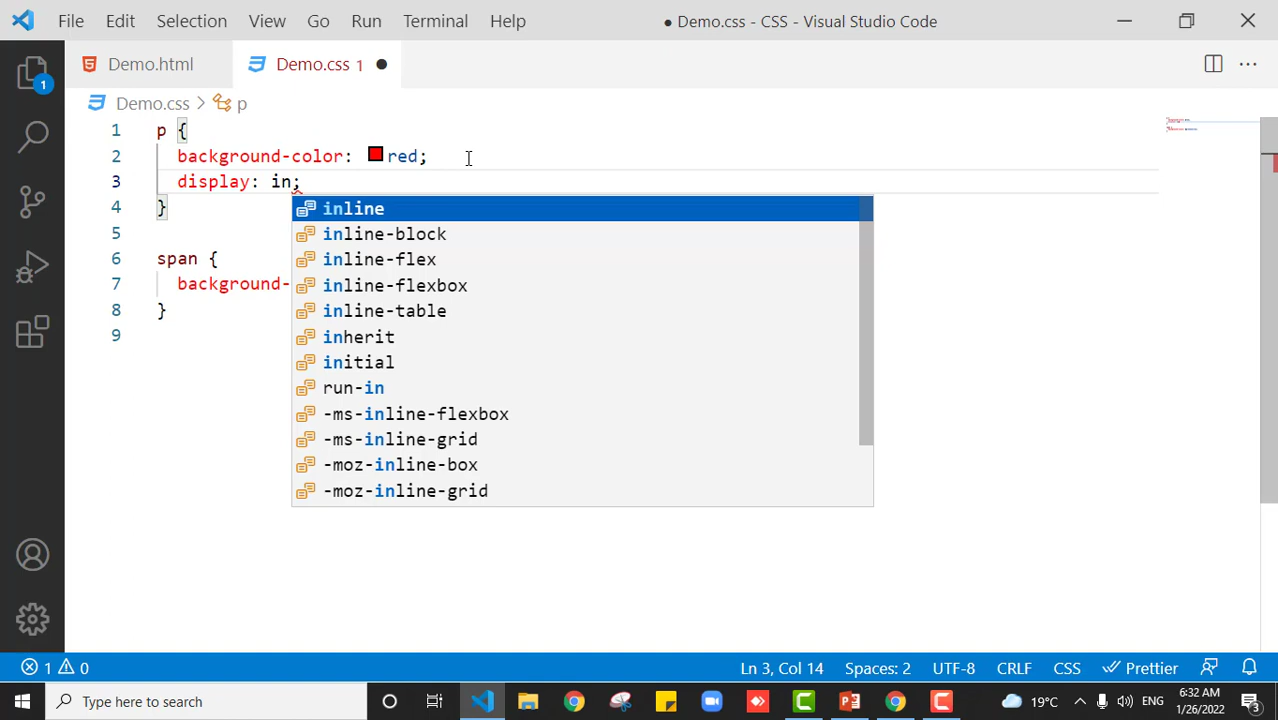 File Edit Selection View Go Run Terminal Help ● Demo.css - CSS - Visual Studio Code
Demo.html Demo.css 1 ●
Demo.css > p
1 p {
2 background-color: red;
3 display: in;
4 }
5
6 span {
7 background-
8 }
9
inline
inline-block
inline-flex
inline-flexbox
inline-table
inherit
initial
run-in
-ms-inline-flexbox
-ms-inline-grid
-moz-inline-box
-moz-inline-grid
1
1 0 Ln 3, Col 14 Spaces: 2 UTF-8 CRLF CSS Prettier
Type here to search 19°C ENG 6:32 AM
1/26/2022 3